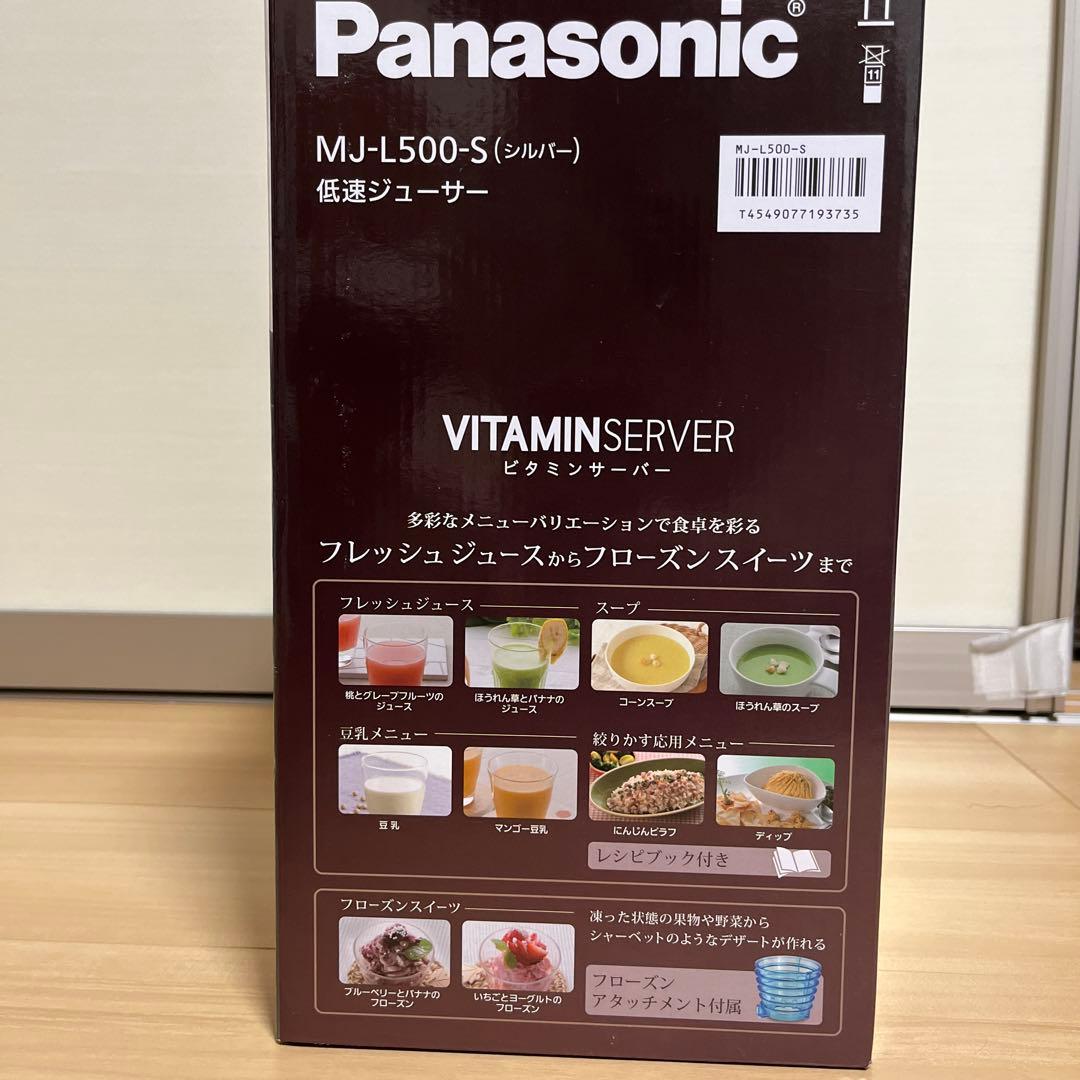 Panasonic®
11
MJ-L500-S(シルバー)
低速ジューサー
MJ-L500-S
T4549077193735
VITAMINSERVER
ビタミンサーバー
多彩なメニューバリエーションで食卓を彩る
フレッシュジュースからフローズンスイーツまで
フレッシュジュース
スープ
桃とグレープフルーツの
ジュース
ほうれん草とバナナの
ジュース
コーンスープ
ほうれん草のスープ
豆乳メニュー
絞りかす応用メニュー
豆乳
マンゴー豆乳
にんじんピラフ
ディップ
レシピブック付き
フローズンスイーツ
ブルーベリーとバナナの
フローズン
いちごとヨーグルトの
フローズン
凍った状態の果物や野菜から
シャーベットのようなデザートが作れる
フローズン
アタッチメント付属